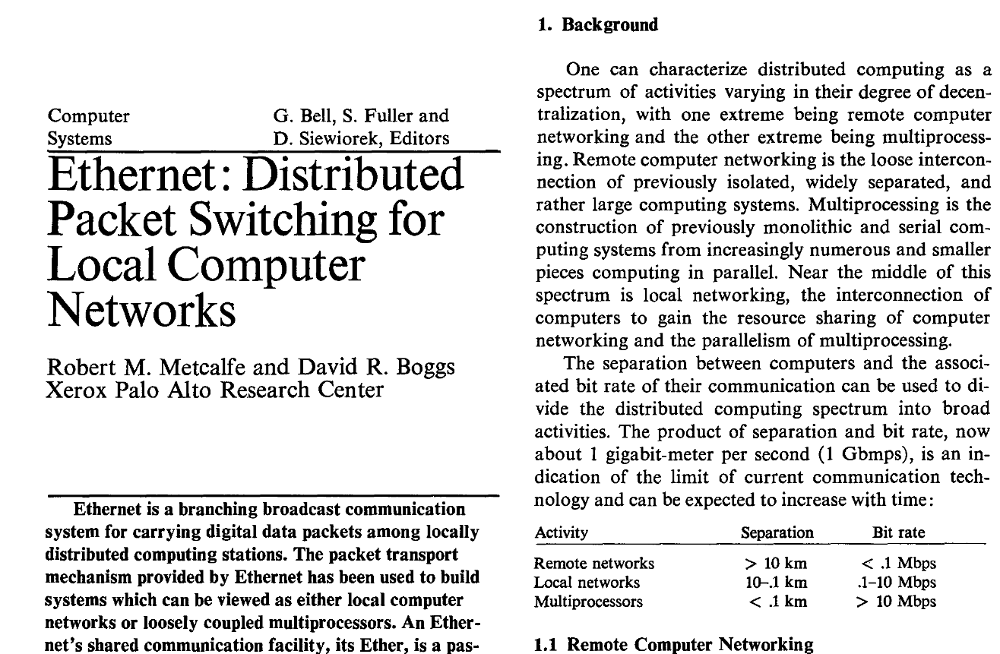 Computer G. Bell, S. Fuller and
Systems D. Siewiorek, Editors
Ethernet: Distributed
Packet Switching for
Local Computer
Networks
Robert M. Metcalfe and David R. Boggs
Xerox Palo Alto Research Center
Ethernet is a branching broadcast communication
system for carrying digital data packets among locally
distributed computing stations. The packet transport
mechanism provided by Ethernet has been used to build
systems which can be viewed as either local computer
networks or loosely coupled multiprocessors. An Ether-
net's shared communication facility, its Ether, is a pas-
1. Background
One can characterize distributed computing as a
spectrum of activities varying in their degree of decen-
tralization, with one extreme being remote computer
networking and the other extreme being multiprocess-
ing. Remote computer networking is the loose intercon-
nection of previously isolated, widely separated, and
rather large computing systems. Multiprocessing is the
construction of previously monolithic and serial com-
puting systems from increasingly numerous and smaller
pieces computing in parallel. Near the middle of this
spectrum is local networking, the interconnection of
computers to gain the resource sharing of computer
networking and the parallelism of multiprocessing.
The separation between computers and the associ-
ated bit rate of their communication can be used to di-
vide the distributed computing spectrum into broad
activities. The product of separation and bit rate, now
about 1 gigabit-meter per second (1 Gbmps), is an in-
dication of the limit of current communication tech-
nology and can be expected to increase with time:
Activity Separation Bit rate
Remote networks > 10 km < .1 Mbps
Local networks 10–.1 km .1–10 Mbps
Multiprocessors < .1 km > 10 Mbps
1.1 Remote Computer Networking